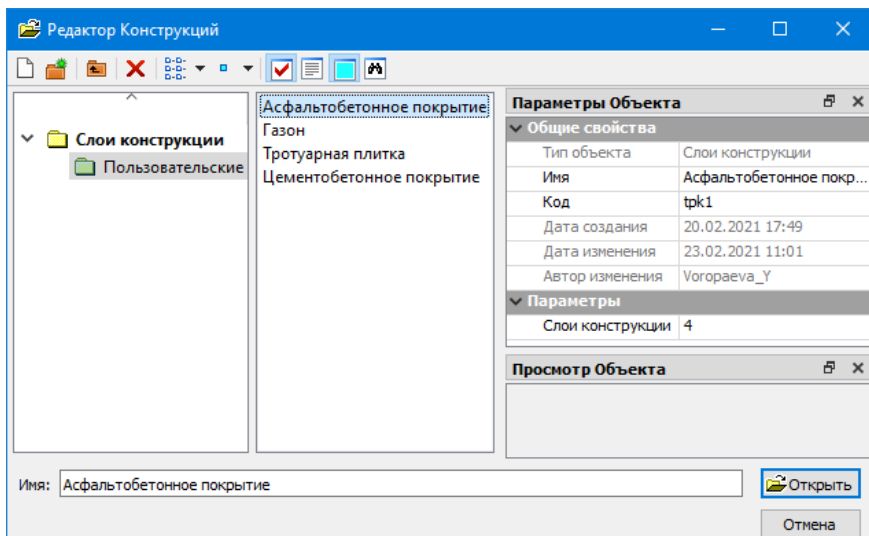 Редактор Конструкций
Слои конструкции
Пользовательские
Асфальтобетонное покрытие
Газон
Тротуарная плитка
Цементобетонное покрытие
Параметры Объекта
Общие свойства
Тип объекта Слои конструкции
Имя Асфальтобетонное покр...
Код tpk1
Дата создания 20.02.2021 17:49
Дата изменения 23.02.2021 11:01
Автор изменения Voropaeva_Y
Параметры
Слои конструкции 4
Просмотр Объекта
Имя: Асфальтобетонное покрытие
Открыть
Отмена